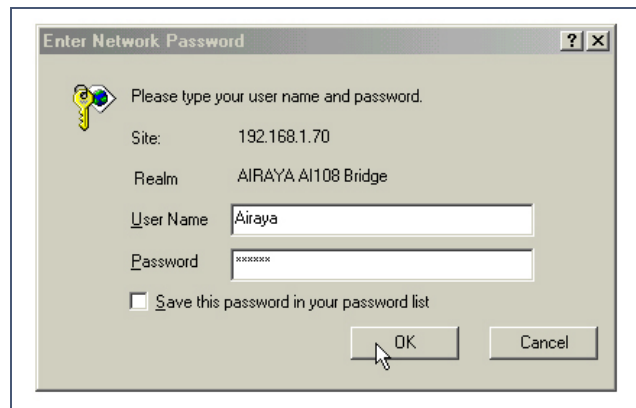 Enter Network Password ? X
Please type your user name and password.
Site: 192.168.1.70
Realm AIRAYA AI108 Bridge
User Name Airaya
Password xxxxxx
Save this password in your password list
OK Cancel